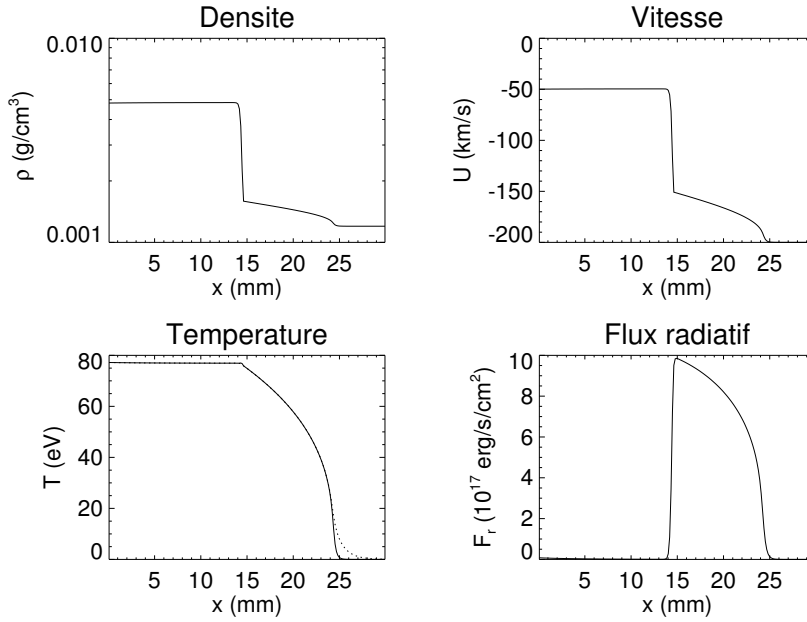 Densite
0.010
0.001
ρ (g/cm³)
5 10 15 20 25
x (mm)
Vitesse
0
-50
-100
-150
-200
U (km/s)
5 10 15 20 25
x (mm)
Temperature
80
60
40
20
0
T (eV)
5 10 15 20 25
x (mm)
Flux radiatif
10
8
6
4
2
0
Fᵣ (10¹⁷ erg/s/cm²)
5 10 15 20 25
x (mm)